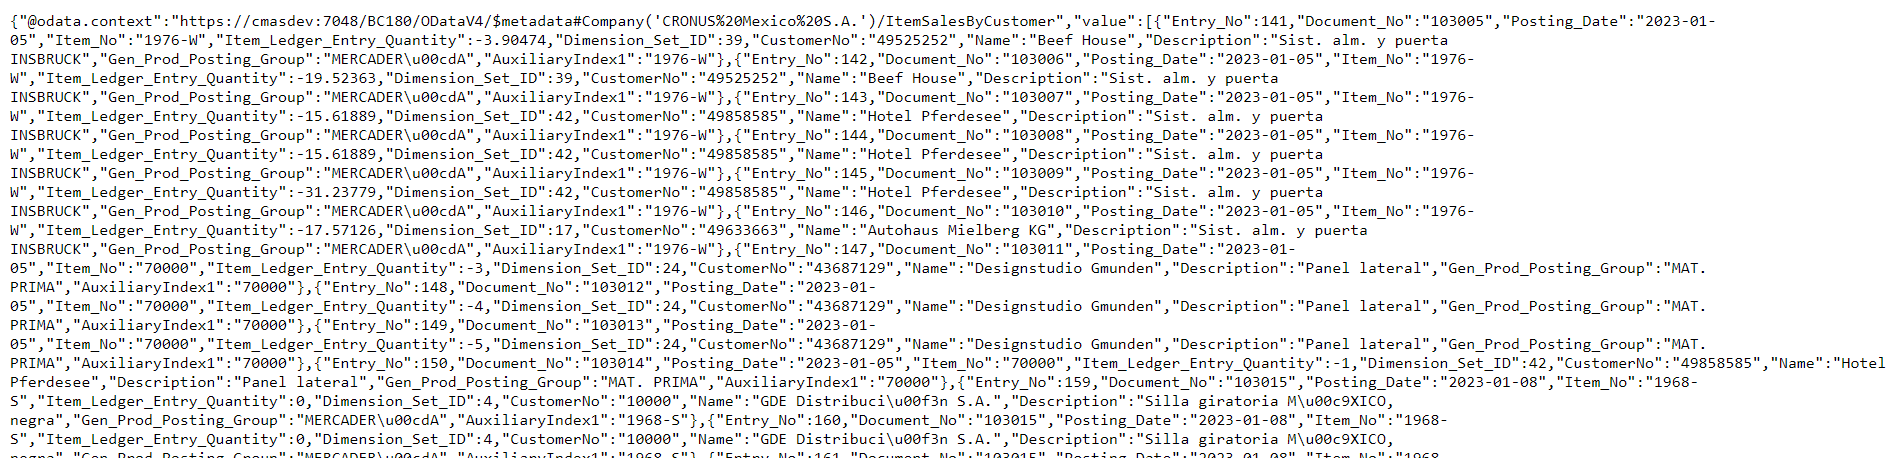 {"@odata.context":"https://cmasdev:7048/BC180/ODataV4/$metadata#Company('CRONUS%20Mexico%20S.A.')/ItemSalesByCustomer","value":[{"Entry_No":141,"Document_No":"103005","Posting_Date":"2023-01-
05","Item_No":"1976-W","Item_Ledger_Entry_Quantity":-3.90474,"Dimension_Set_ID":39,"CustomerNo":"49525252","Name":"Beef House","Description":"Sist. alm. y puerta
INSBRUCK","Gen_Prod_Posting_Group":"MERCADER\u00cdA","AuxiliaryIndex1":"1976-W"},{"Entry_No":142,"Document_No":"103006","Posting_Date":"2023-01-05","Item_No":"1976-
W","Item_Ledger_Entry_Quantity":-19.52363,"Dimension_Set_ID":39,"CustomerNo":"49525252","Name":"Beef House","Description":"Sist. alm. y puerta
INSBRUCK","Gen_Prod_Posting_Group":"MERCADER\u00cdA","AuxiliaryIndex1":"1976-W"},{"Entry_No":143,"Document_No":"103007","Posting_Date":"2023-01-05","Item_No":"1976-
W","Item_Ledger_Entry_Quantity":-15.61889,"Dimension_Set_ID":42,"CustomerNo":"49858585","Name":"Hotel Pferdesee","Description":"Sist. alm. y puerta
INSBRUCK","Gen_Prod_Posting_Group":"MERCADER\u00cdA","AuxiliaryIndex1":"1976-W"},{"Entry_No":144,"Document_No":"103008","Posting_Date":"2023-01-05","Item_No":"1976-
W","Item_Ledger_Entry_Quantity":-15.61889,"Dimension_Set_ID":42,"CustomerNo":"49858585","Name":"Hotel Pferdesee","Description":"Sist. alm. y puerta
INSBRUCK","Gen_Prod_Posting_Group":"MERCADER\u00cdA","AuxiliaryIndex1":"1976-W"},{"Entry_No":145,"Document_No":"103009","Posting_Date":"2023-01-05","Item_No":"1976-
W","Item_Ledger_Entry_Quantity":-31.23779,"Dimension_Set_ID":42,"CustomerNo":"49858585","Name":"Hotel Pferdesee","Description":"Sist. alm. y puerta
INSBRUCK","Gen_Prod_Posting_Group":"MERCADER\u00cdA","AuxiliaryIndex1":"1976-W"},{"Entry_No":146,"Document_No":"103010","Posting_Date":"2023-01-05","Item_No":"1976-
W","Item_Ledger_Entry_Quantity":-17.57126,"Dimension_Set_ID":17,"CustomerNo":"49633663","Name":"Autohaus Mielberg KG","Description":"Sist. alm. y puerta
INSBRUCK","Gen_Prod_Posting_Group":"MERCADER\u00cdA","AuxiliaryIndex1":"1976-W"},{"Entry_No":147,"Document_No":"103011","Posting_Date":"2023-01-
05","Item_No":"70000","Item_Ledger_Entry_Quantity":-3,"Dimension_Set_ID":24,"CustomerNo":"43687129","Name":"Designstudio Gmunden","Description":"Panel lateral","Gen_Prod_Posting_Group":"MAT.
PRIMA","AuxiliaryIndex1":"70000"},{"Entry_No":148,"Document_No":"103012","Posting_Date":"2023-01-
05","Item_No":"70000","Item_Ledger_Entry_Quantity":-4,"Dimension_Set_ID":24,"CustomerNo":"43687129","Name":"Designstudio Gmunden","Description":"Panel lateral","Gen_Prod_Posting_Group":"MAT.
PRIMA","AuxiliaryIndex1":"70000"},{"Entry_No":149,"Document_No":"103013","Posting_Date":"2023-01-
05","Item_No":"70000","Item_Ledger_Entry_Quantity":-5,"Dimension_Set_ID":24,"CustomerNo":"43687129","Name":"Designstudio Gmunden","Description":"Panel lateral","Gen_Prod_Posting_Group":"MAT.
PRIMA","AuxiliaryIndex1":"70000"},{"Entry_No":150,"Document_No":"103014","Posting_Date":"2023-01-05","Item_No":"70000","Item_Ledger_Entry_Quantity":-1,"Dimension_Set_ID":42,"CustomerNo":"49858585","Name":"Hotel
Pferdesee","Description":"Panel lateral","Gen_Prod_Posting_Group":"MAT. PRIMA","AuxiliaryIndex1":"70000"},{"Entry_No":159,"Document_No":"103015","Posting_Date":"2023-01-08","Item_No":"1968-
S","Item_Ledger_Entry_Quantity":0,"Dimension_Set_ID":4,"CustomerNo":"10000","Name":"GDE Distribuci\u00f3n S.A.","Description":"Silla giratoria M\u00c9XICO,
negra","Gen_Prod_Posting_Group":"MERCADER\u00cdA","AuxiliaryIndex1":"1968-S"},{"Entry_No":160,"Document_No":"103015","Posting_Date":"2023-01-08","Item_No":"1968-
S","Item_Ledger_Entry_Quantity":0,"Dimension_Set_ID":4,"CustomerNo":"10000","Name":"GDE Distribuci\u00f3n S.A.","Description":"Silla giratoria M\u00c9XICO,
negra","Gen_Prod_Posting_Group":"MERCADER\u00cdA","AuxiliaryIndex1":"1968-S"},{"Entry_No":161,"Document_No":"103015","Posting_Date":"2023-01-08","Item_No":"1968-